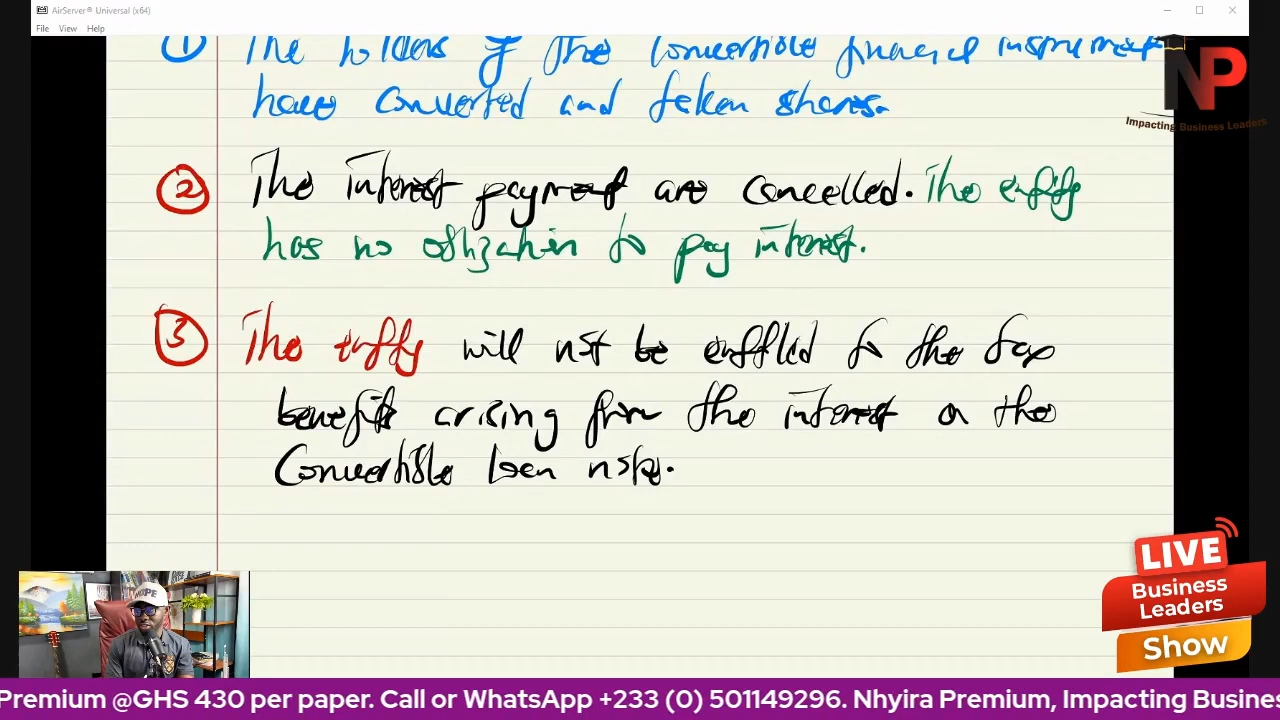 AirServer® Universal (x64)
File View Help
① The holders of the Convertible financial instrument
have Converted and taken shares.
NP
Impacting Business Leaders
② The Interest payment are Cancelled. The entity
has no obligation to pay interest.
③ The entity will not be entitled to the tax
benefits arising from the interest on the
Convertible loan note.
LIVE
Business
Leaders
Show
Premium @GHS 430 per paper. Call or WhatsApp +233 (0) 501149296. Nhyira Premium, Impacting Busines